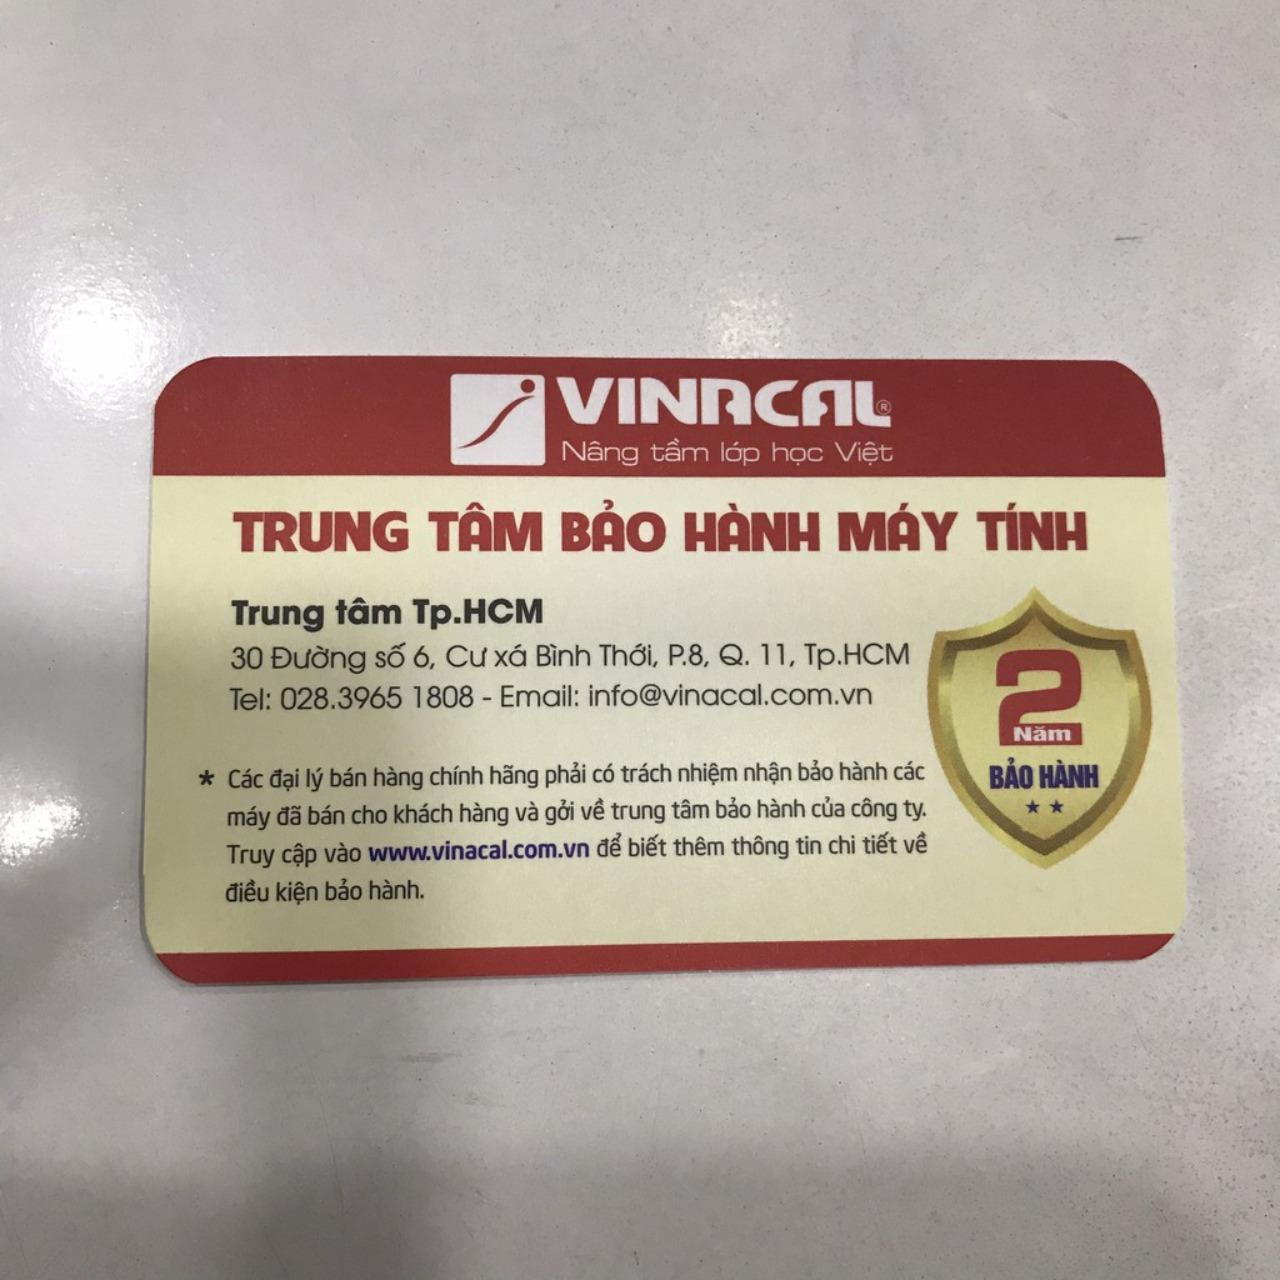 VINACAL®
Nâng tầm lớp học Việt
TRUNG TÂM BẢO HÀNH MÁY TÍNH
Trung tâm Tp.HCM
30 Đường số 6, Cư xá Bình Thới, P.8, Q. 11, Tp.HCM
Tel: 028.3965 1808 - Email: info@vinacal.com.vn
2
Năm
BẢO HÀNH
* Các đại lý bán hàng chính hãng phải có trách nhiệm nhận bảo hành các
máy đã bán cho khách hàng và gởi về trung tâm bảo hành của công ty.
Truy cập vào www.vinacal.com.vn để biết thêm thông tin chi tiết về
điều kiện bảo hành.